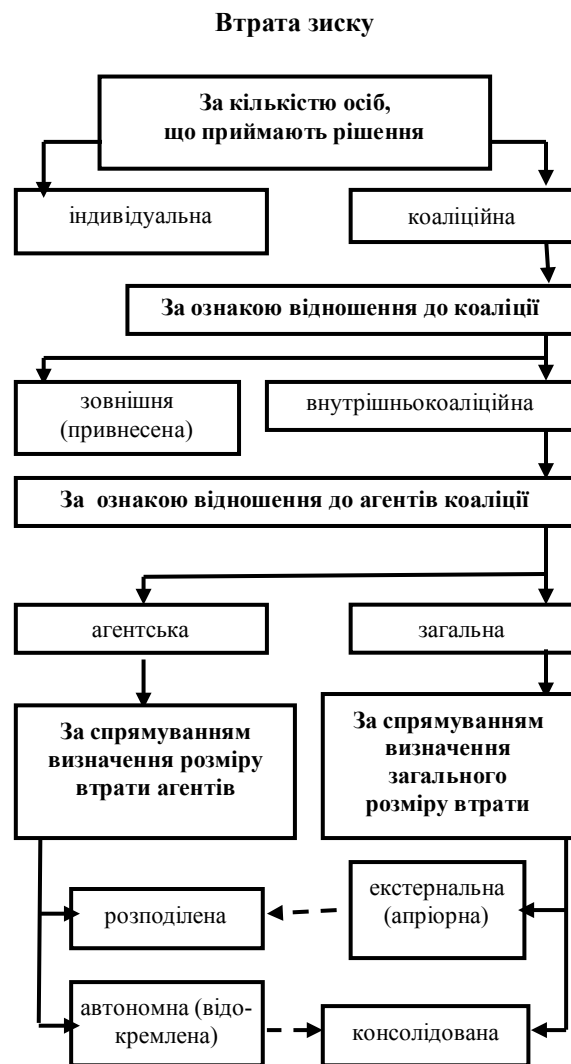 Втрата зиску
За кількістю осіб,
що приймають рішення
індивідуальна
коаліційна
За ознакою відношення до коаліції
зовнішня
(привнесена)
внутрішньокоаліційна
За ознакою відношення до агентів коаліції
агентська
загальна
За спрямуванням
визначення розміру
втрати агентів
За спрямуванням
визначення
загального
розміру втрати
розподілена
екстернальна
(апріорна)
автономна (відо-
кремлена)
консолідована